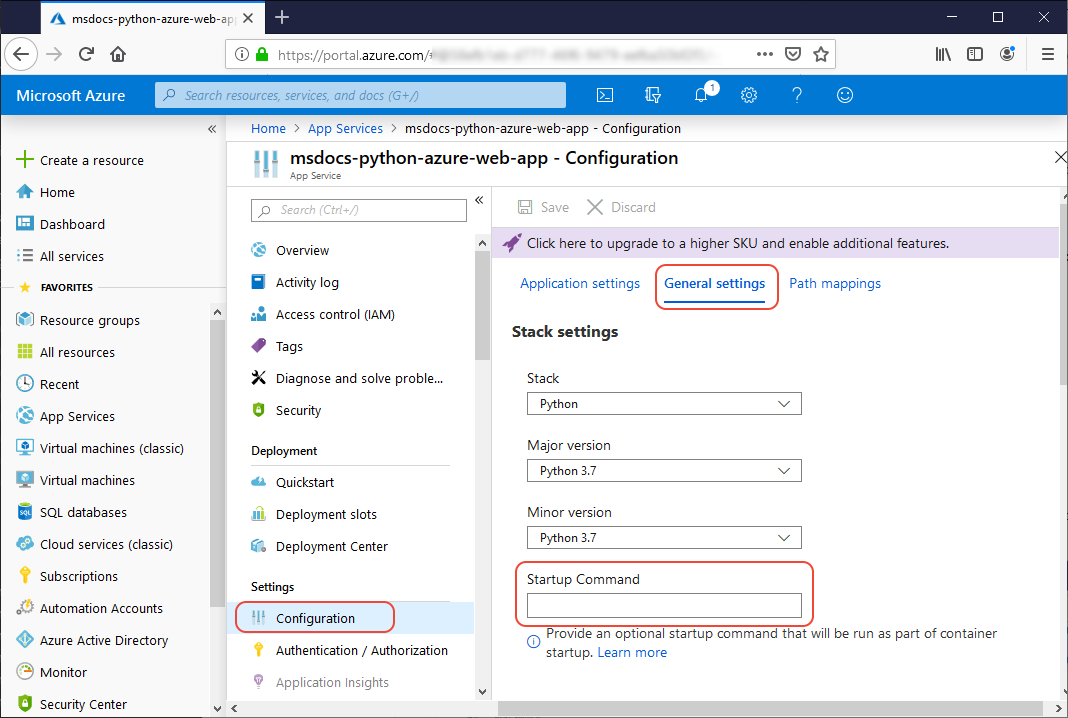 msdocs-python-azure-web-ap
https://portal.azure.com/#
Microsoft Azure
Search resources, services, and docs (G+/)
1
Home > App Services > msdocs-python-azure-web-app - Configuration
msdocs-python-azure-web-app - Configuration
App Service
Create a resource
Home
Dashboard
All services
FAVORITES
Resource groups
All resources
Recent
App Services
Virtual machines (classic)
Virtual machines
SQL databases
Cloud services (classic)
Subscriptions
Automation Accounts
Azure Active Directory
Monitor
Security Center
Search (Ctrl+/)
Overview
Activity log
Access control (IAM)
Tags
Diagnose and solve proble...
Security
Deployment
Quickstart
Deployment slots
Deployment Center
Settings
Configuration
Authentication / Authorization
Application Insights
Save Discard
Click here to upgrade to a higher SKU and enable additional features.
Application settings General settings Path mappings
Stack settings
Stack
Python
Major version
Python 3.7
Minor version
Python 3.7
Startup Command
Provide an optional startup command that will be run as part of container
startup. Learn more